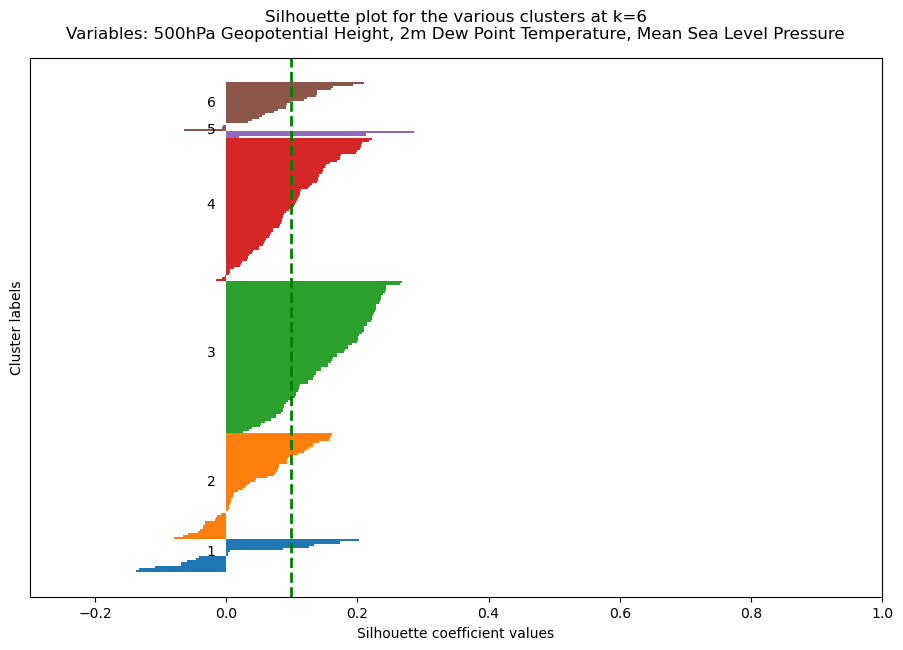 Silhouette plot for the various clusters at k=6
Variables: 500hPa Geopotential Height, 2m Dew Point Temperature, Mean Sea Level Pressure
6
5
4
3
2
1
Cluster labels
−0.2 0.0 0.2 0.4 0.6 0.8 1.0
Silhouette coefficient values